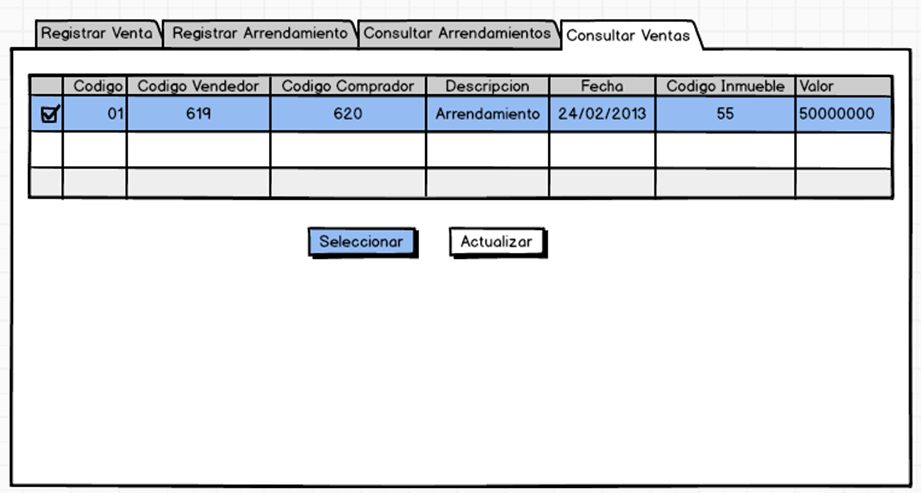 Registrar Venta Registrar Arrendamiento Consultar Arrendamientos Consultar Ventas
Codigo Codigo Vendedor Codigo Comprador Descripcion Fecha Codigo Inmueble Valor
01 619 620 Arrendamiento 24/02/2013 55 50000000
Seleccionar Actualizar